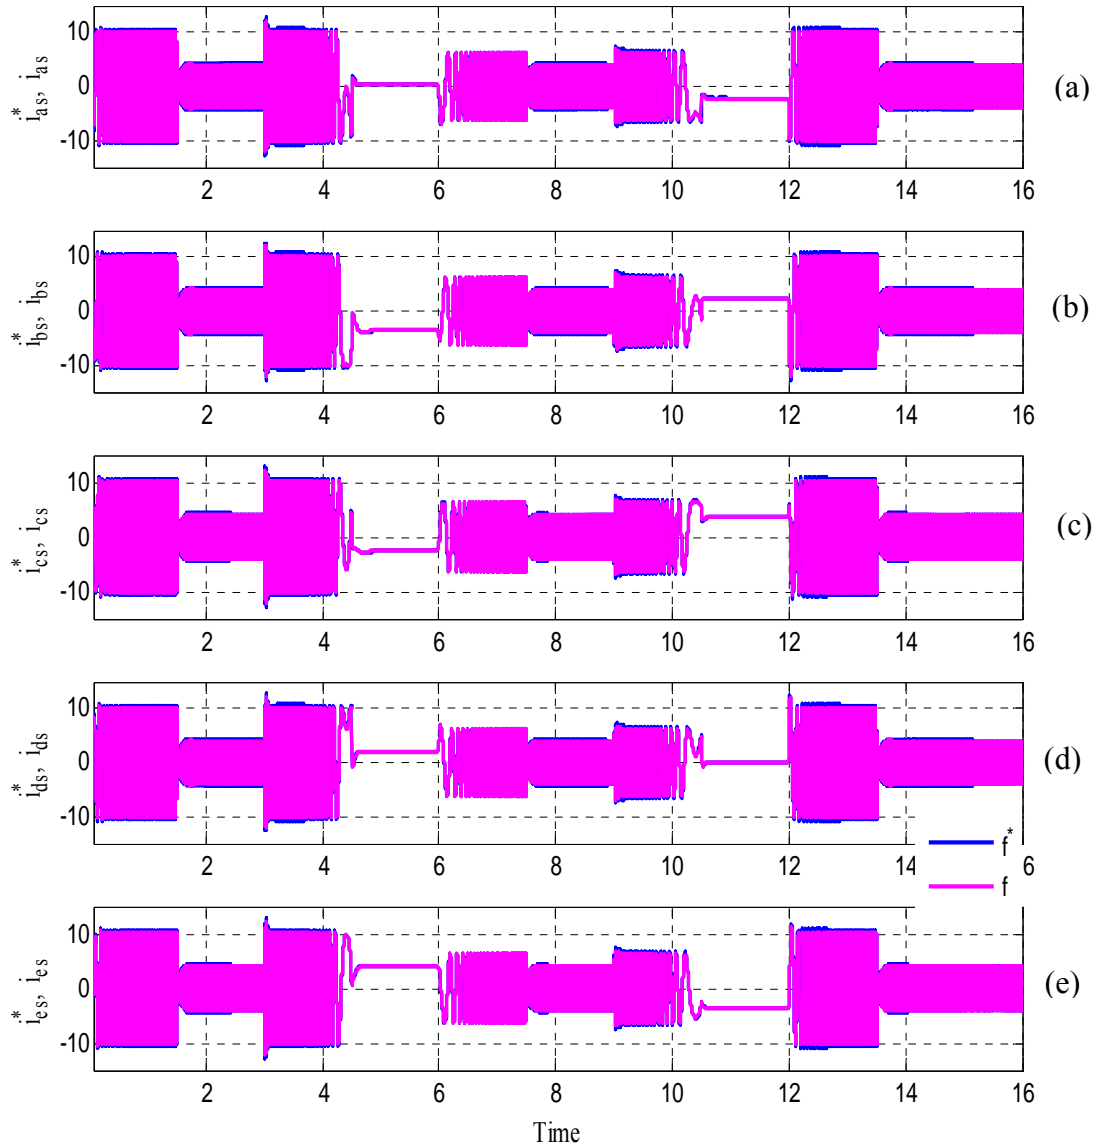 10
0
-10
i*as, ias
2 4 6 8 10 12 14 16
(a)
10
0
-10
i*bs, ibs
2 4 6 8 10 12 14 16
(b)
10
0
-10
i*cs, ics
2 4 6 8 10 12 14 16
(c)
10
0
-10
i*ds, ids
2 4 6 8 10 12 14 6
(d)
f*
f
10
0
-10
i*es, ies
2 4 6 8 10 12 14 16
(e)
Time